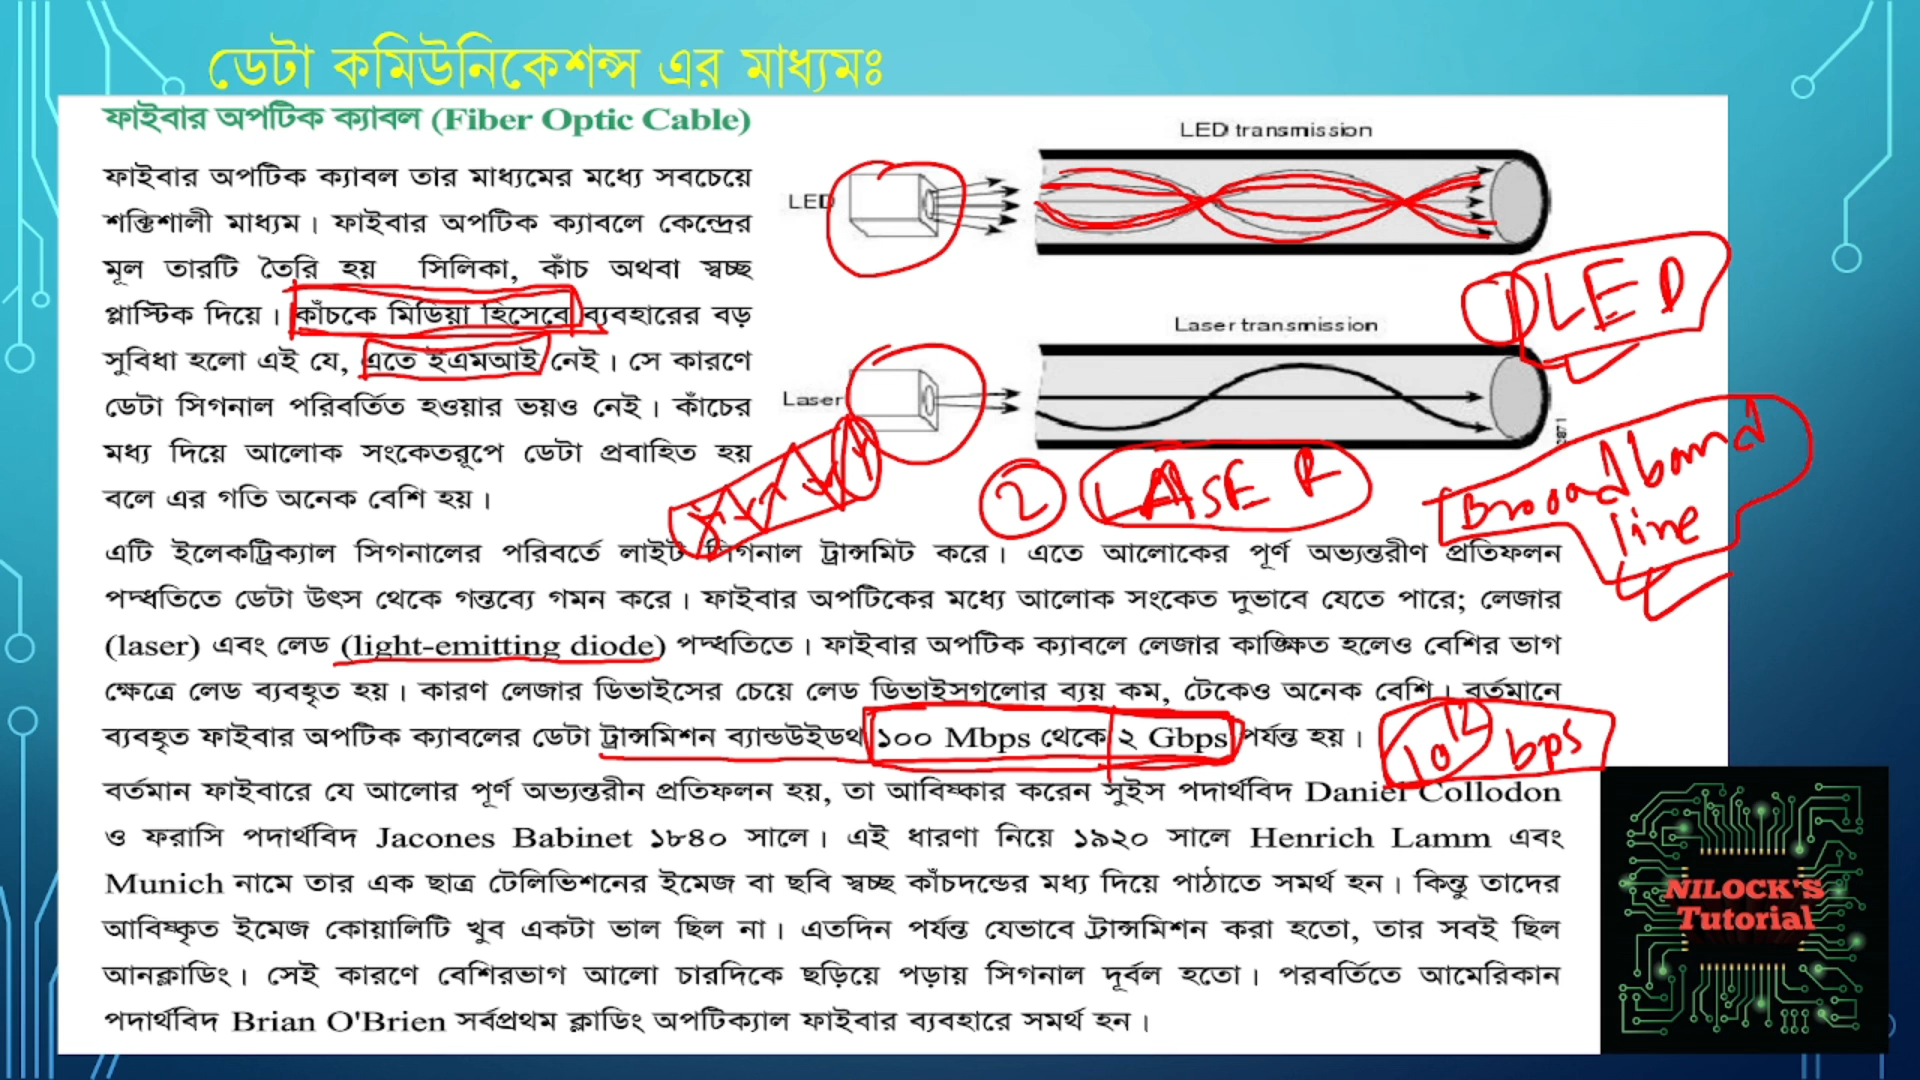 ডেটা কমিউনিকেশন্স এর মাধ্যমঃ
ফাইবার অপটিক ক্যাবল (Fiber Optic Cable)
ফাইবার অপটিক ক্যাবল তার মাধ্যমের মধ্যে সবচেয়ে
শক্তিশালী মাধ্যম। ফাইবার অপটিক ক্যাবলে কেন্দ্রের
মূল তারটি তৈরি হয় সিলিকা, কাঁচ অথবা স্বচ্ছ
প্লাস্টিক দিয়ে। কাঁচকে মিডিয়া হিসেবে ব্যবহারের বড়
সুবিধা হলো এই যে, এতে ইএমআই নেই। সে কারণে
ডেটা সিগনাল পরিবর্তিত হওয়ার ভয়ও নেই। কাঁচের
মধ্য দিয়ে আলোক সংকেতরূপে ডেটা প্রবাহিত হয়
বলে এর গতি অনেক বেশি হয়।
LED transmission
LED
1) LED
Laser transmission
Laser
2871
2 LASER
Broadband
line
এটি ইলেকট্রিক্যাল সিগনালের পরিবর্তে লাইট সিগনাল ট্রান্সমিট করে। এতে আলোকের পূর্ণ অভ্যন্তরীণ প্রতিফলন
পদ্ধতিতে ডেটা উৎস থেকে গন্তব্যে গমন করে। ফাইবার অপটিকের মধ্যে আলোক সংকেত দুভাবে যেতে পারে; লেজার
(laser) এবং লেড (light-emitting diode) পদ্ধতিতে। ফাইবার অপটিক ক্যাবলে লেজার কাঙ্ক্ষিত হলেও বেশির ভাগ
ক্ষেত্রে লেড ব্যবহৃত হয়। কারণ লেজার ডিভাইসের চেয়ে লেড ডিভাইসগুলোর ব্যয় কম, টেকেও অনেক বেশি। বর্তমানে
ব্যবহৃত ফাইবার অপটিক ক্যাবলের ডেটা ট্রান্সমিশন ব্যান্ডউইডথ ১০০ Mbps থেকে ২ Gbps পর্যন্ত হয়।
10^12 bps
বর্তমান ফাইবারে যে আলোর পূর্ণ অভ্যন্তরীন প্রতিফলন হয়, তা আবিষ্কার করেন সুইস পদার্থবিদ Daniel Collodon
ও ফরাসি পদার্থবিদ Jacones Babinet ১৮৪০ সালে। এই ধারণা নিয়ে ১৯২০ সালে Henrich Lamm এবং
Munich নামে তার এক ছাত্র টেলিভিশনের ইমেজ বা ছবি স্বচ্ছ কাঁচদন্ডের মধ্য দিয়ে পাঠাতে সমর্থ হন। কিন্তু তাদের
আবিষ্কৃত ইমেজ কোয়ালিটি খুব একটা ভাল ছিল না। এতদিন পর্যন্ত যেভাবে ট্রান্সমিশন করা হতো, তার সবই ছিল
আনক্লাডিং। সেই কারণে বেশিরভাগ আলো চারদিকে ছড়িয়ে পড়ায় সিগনাল দূর্বল হতো। পরবর্তিতে আমেরিকান
পদার্থবিদ Brian O'Brien সর্বপ্রথম ক্লাডিং অপটিক্যাল ফাইবার ব্যবহারে সমর্থ হন।
NILOCK'S
Tutorial